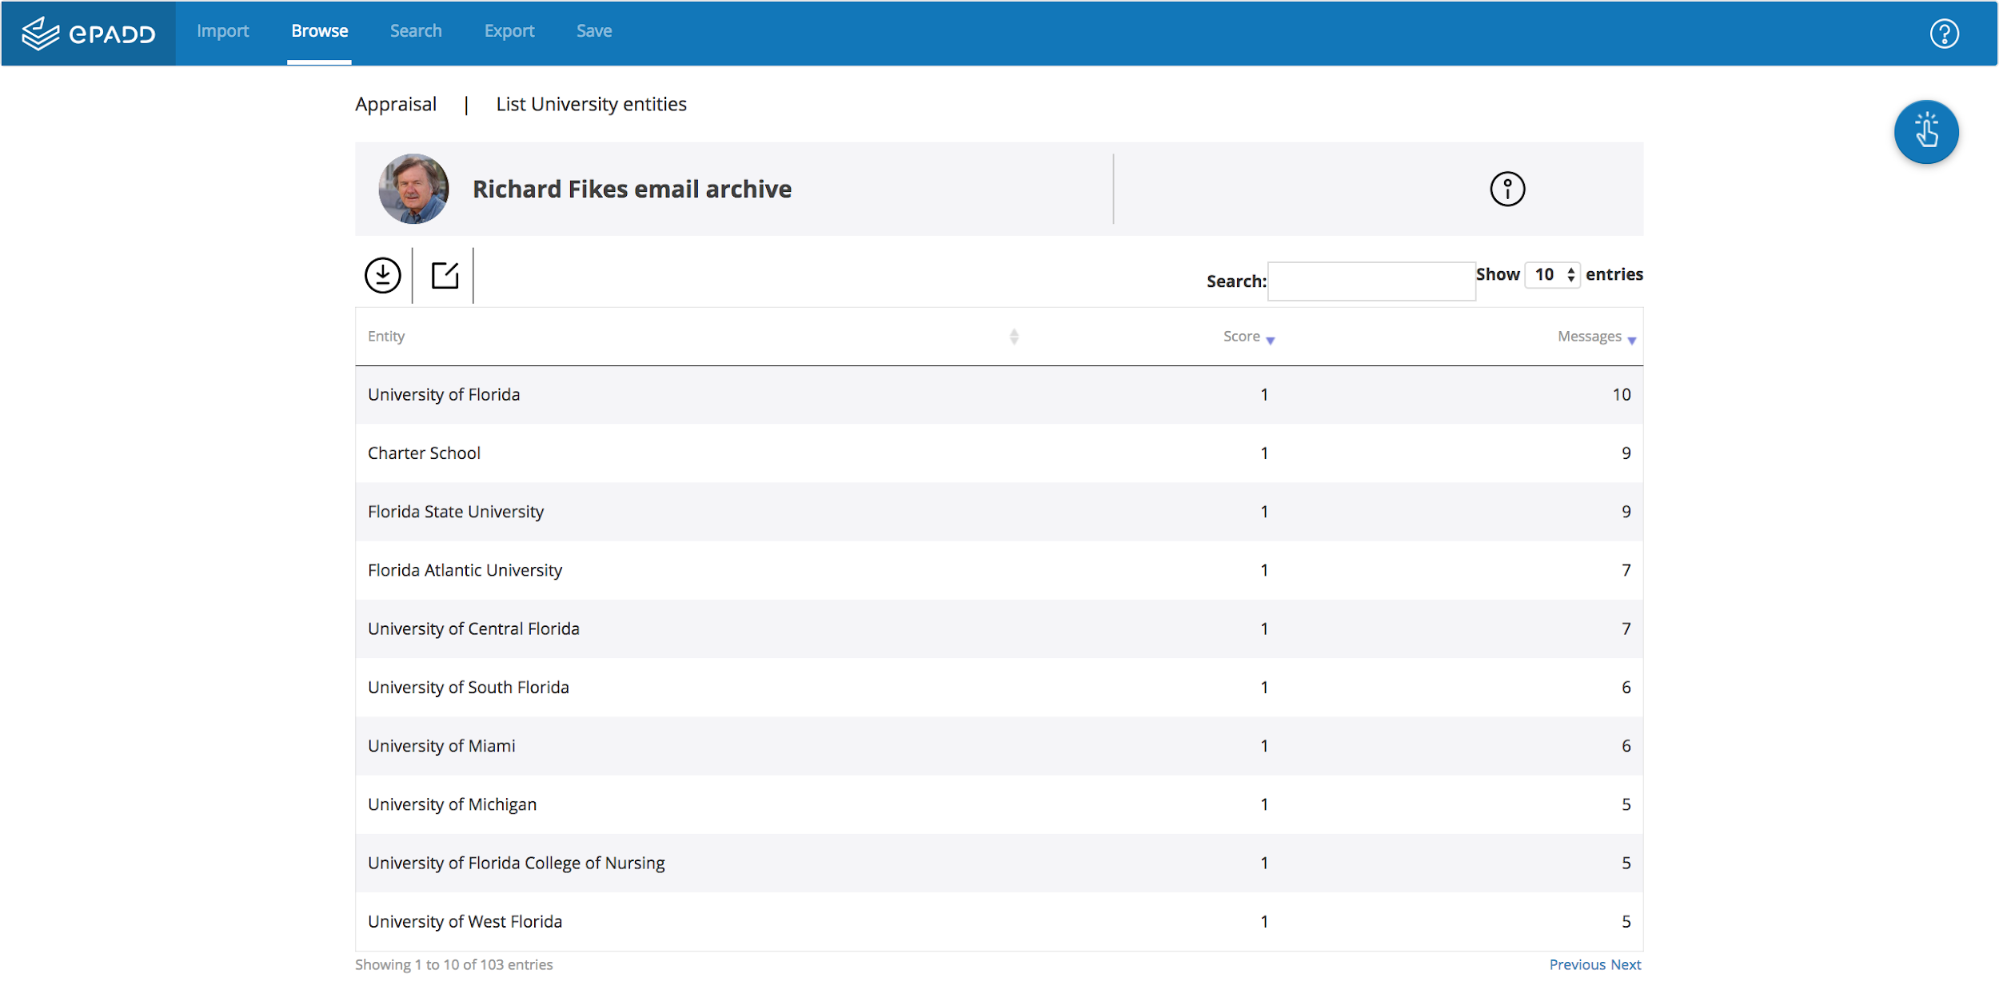 ePADD Import Browse Search Export Save ?
Appraisal | List University entities
Richard Fikes email archive
Search: Show 10 entries
Entity Score Messages
University of Florida 1 10
Charter School 1 9
Florida State University 1 9
Florida Atlantic University 1 7
University of Central Florida 1 7
University of South Florida 1 6
University of Miami 1 6
University of Michigan 1 5
University of Florida College of Nursing 1 5
University of West Florida 1 5
Showing 1 to 10 of 103 entries Previous Next